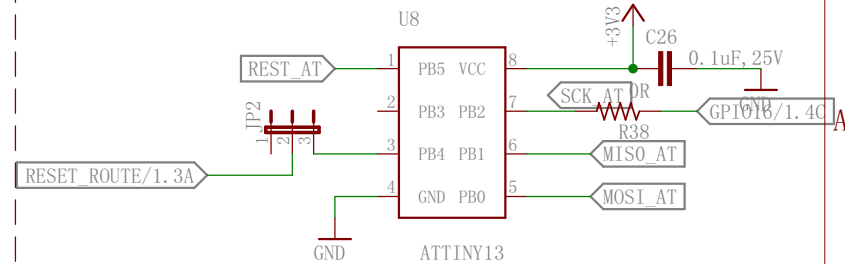 U8
+3V3
C26
0.1uF,25V
REST_AT
1
PB5
VCC
8
SCK_AT
0R
GND
2
PB3
PB2
7
GPIO16/1.4C
A
JP2
R38
1
2
3
3
PB4
PB1
6
MISO_AT
RESET_ROUTE/1.3A
4
GND
PB0
5
MOSI_AT
GND
ATTINY13